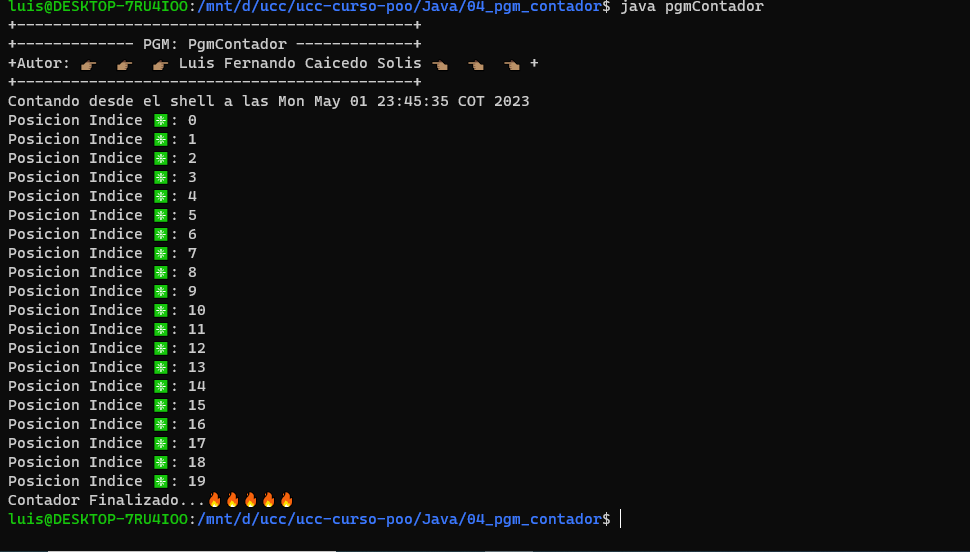 luis@DESKTOP-7RU4IOO:/mnt/d/ucc/ucc-curso-poo/Java/04_pgm_contador$ java pgmContador
+--------------------------------------------+
+------------- PGM: PgmContador -------------+
+Autor: 👉🏽 👉🏽 👉🏽 Luis Fernando Caicedo Solis 👈🏽 👈🏽 👈🏽 +
+--------------------------------------------+
Contando desde el shell a las Mon May 01 23:45:35 COT 2023
Posicion Indice ❇️: 0
Posicion Indice ❇️: 1
Posicion Indice ❇️: 2
Posicion Indice ❇️: 3
Posicion Indice ❇️: 4
Posicion Indice ❇️: 5
Posicion Indice ❇️: 6
Posicion Indice ❇️: 7
Posicion Indice ❇️: 8
Posicion Indice ❇️: 9
Posicion Indice ❇️: 10
Posicion Indice ❇️: 11
Posicion Indice ❇️: 12
Posicion Indice ❇️: 13
Posicion Indice ❇️: 14
Posicion Indice ❇️: 15
Posicion Indice ❇️: 16
Posicion Indice ❇️: 17
Posicion Indice ❇️: 18
Posicion Indice ❇️: 19
Contador Finalizado...🔥🔥🔥🔥🔥
luis@DESKTOP-7RU4IOO:/mnt/d/ucc/ucc-curso-poo/Java/04_pgm_contador$